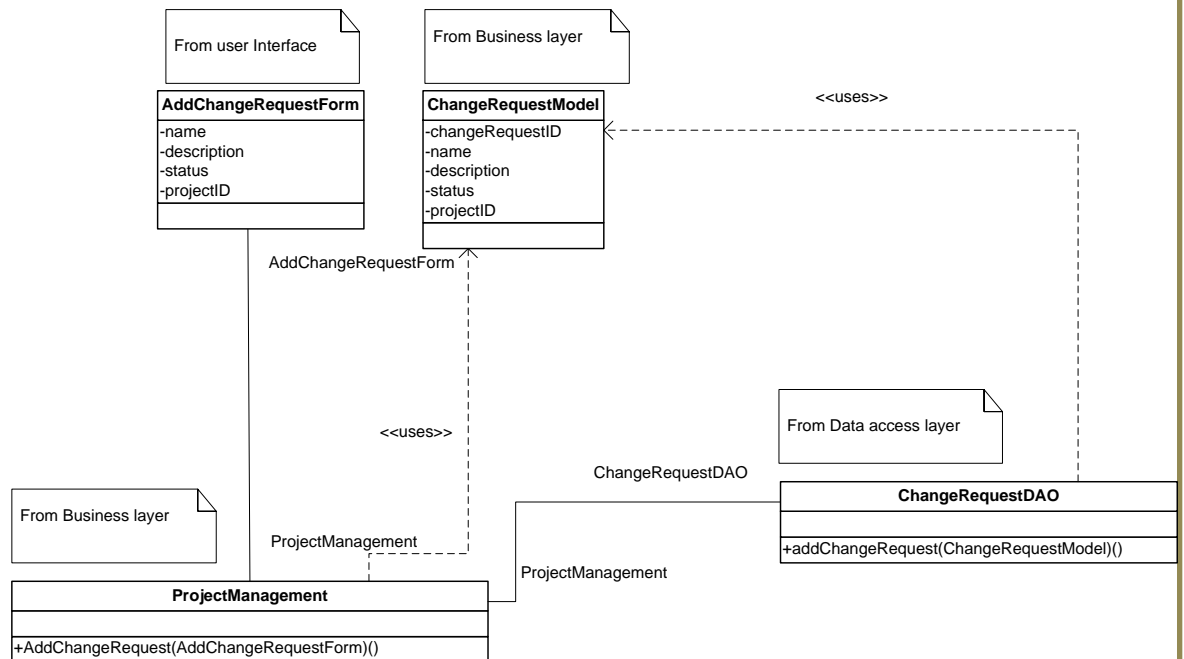 From user Interface
From Business layer
AddChangeRequestForm
-name
-description
-status
-projectID
ChangeRequestModel
-changeRequestID
-name
-description
-status
-projectID
<<uses>>
AddChangeRequestForm
<<uses>>
From Data access layer
ChangeRequestDAO
ChangeRequestDAO
+addChangeRequest(ChangeRequestModel)()
From Business layer
ProjectManagement
ProjectManagement
ProjectManagement
+AddChangeRequest(AddChangeRequestForm)()